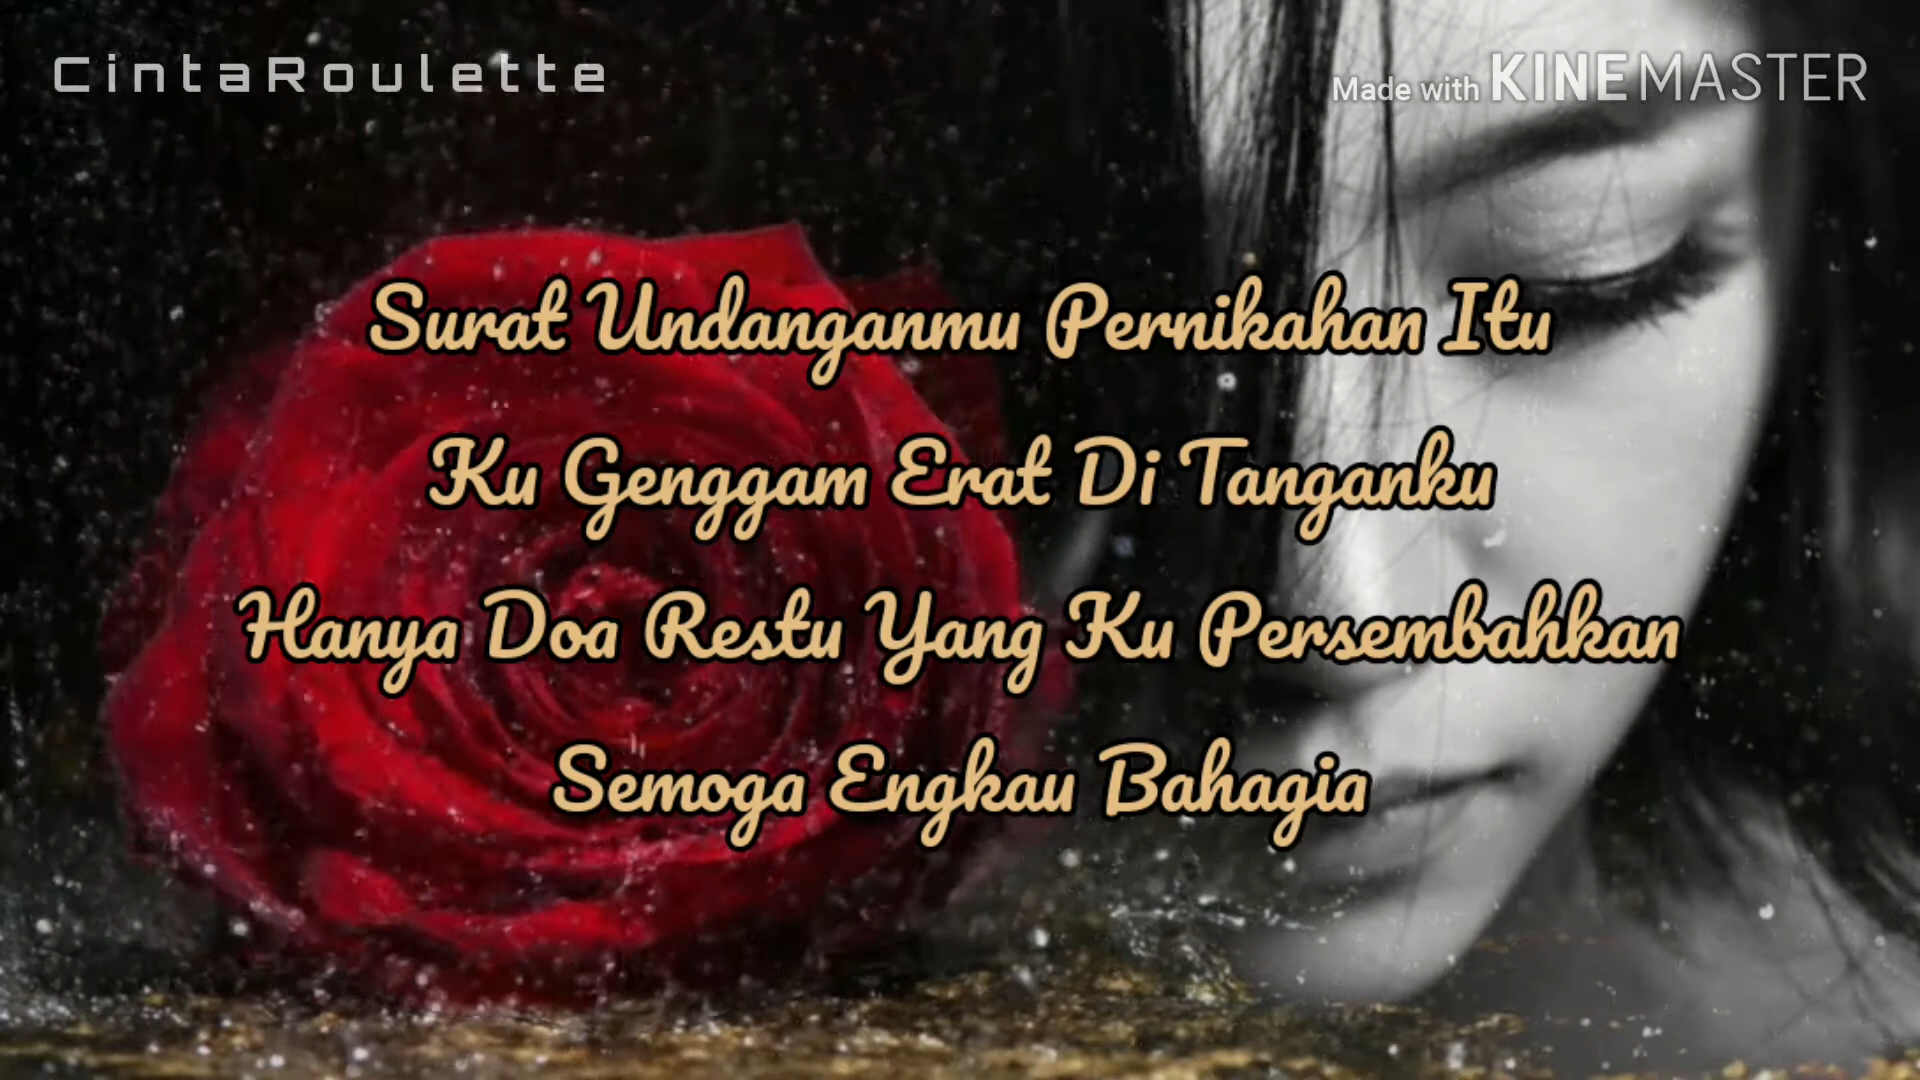 CintaRoulette
Made with KINEMASTER
Surat Undanganmu Pernikahan Itu
Ku Genggam Erat Di Tanganku
Hanya Doa Restu Yang Ku Persembahkan
Semoga Engkau Bahagia